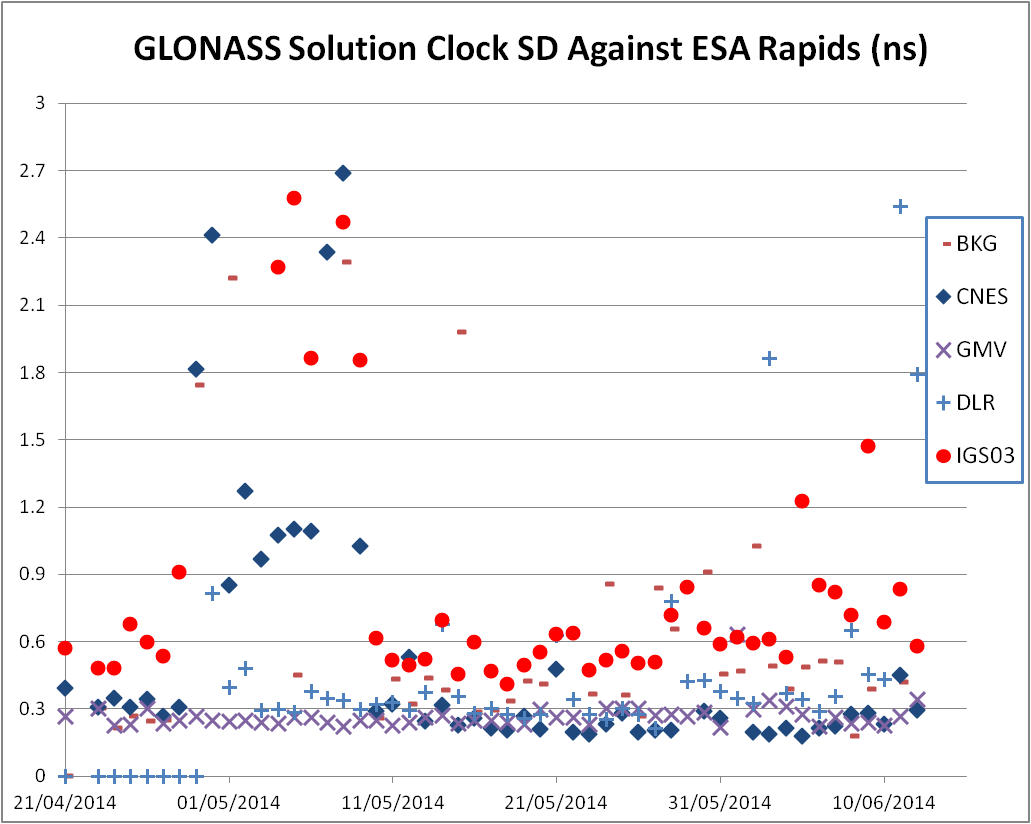 GLONASS Solution Clock SD Against ESA Rapids (ns)
3
2.7
2.4
2.1
1.8
1.5
1.2
0.9
0.6
0.3
0
21/04/2014 01/05/2014 11/05/2014 21/05/2014 31/05/2014 10/06/2014
BKG
CNES
GMV
DLR
IGS03